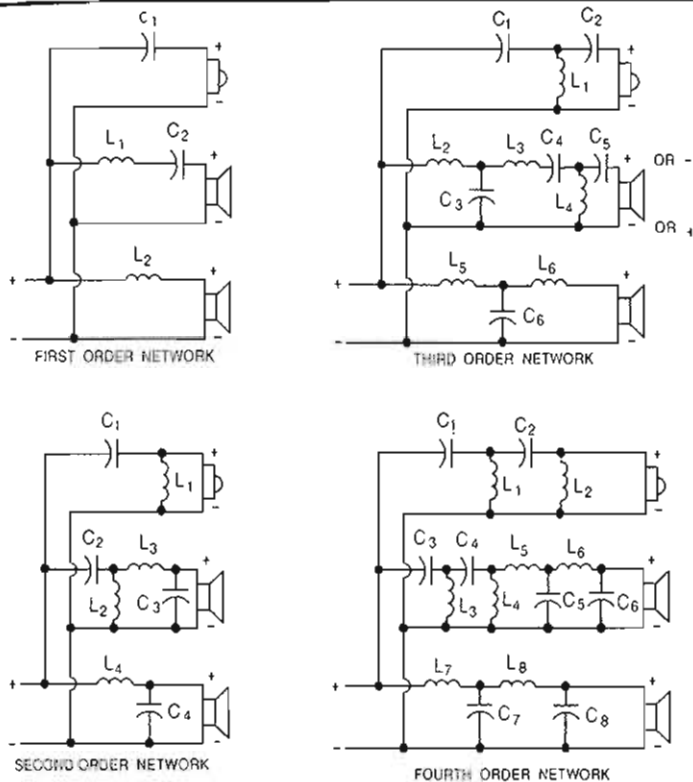 C1
+
-
L1
C2
+
-
L2
+
+
-
-
FIRST ORDER NETWORK
C1
C2
+
L1
-
L2
L3
C4
C5
+
OR -
C3
L4
-
OR +
L5
L6
+
+
C6
-
-
THIRD ORDER NETWORK
C1
+
L1
-
C2
L3
+
L2
C3
-
L4
+
+
C4
-
-
SECOND ORDER NETWORK
C1
C2
+
L1
L2
-
C3
C4
L5
L6
+
L3
L4
C5
C6
-
L7
L8
+
+
C7
C8
-
-
FOURTH ORDER NETWORK